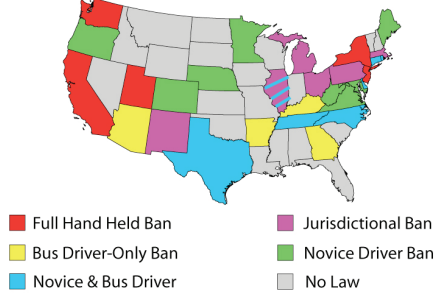 Full Hand Held Ban
Jurisdictional Ban
Bus Driver-Only Ban
Novice Driver Ban
Novice & Bus Driver
No Law